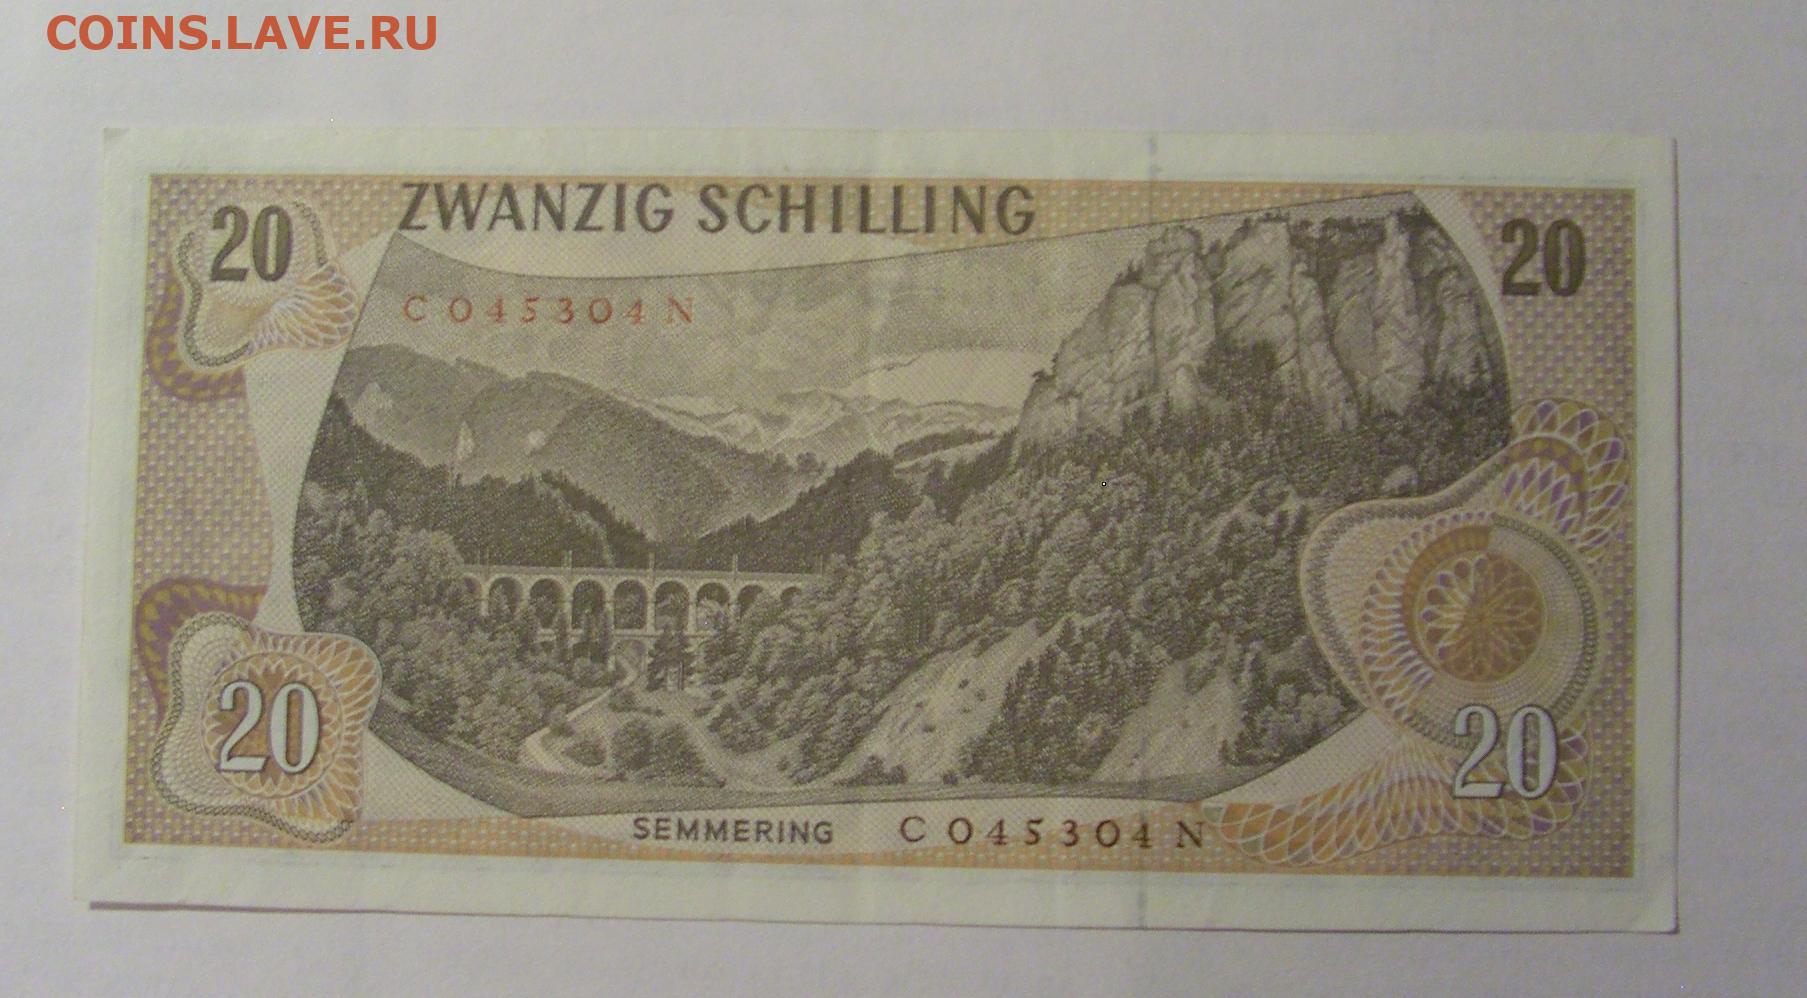 COINS.LAVE.RU
ZWANZIG SCHILLING
20
20
C 045304 N
20
20
SEMMERING C 045304 N